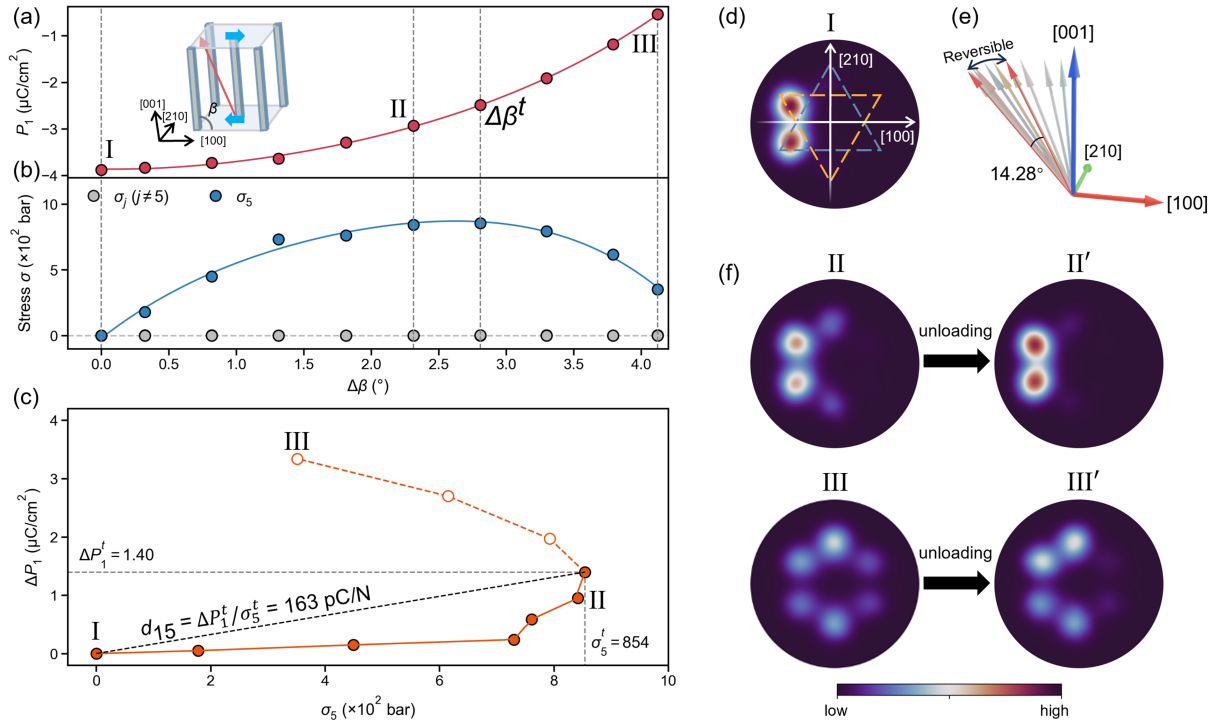 (a)
P₁ (μC/cm²)
−1
−2
−3
−4
I
II
III
Δβᵗ
[001]
[210]
[100]
β
(b)
σⱼ (j ≠ 5)
σ₅
Stress σ (×10² bar)
10
5
0
0.0 0.5 1.0 1.5 2.0 2.5 3.0 3.5 4.0
Δβ (°)
(c)
ΔP₁ (μC/cm²)
4
3
2
1
0
III
ΔP₁ᵗ = 1.40
d₁₅ = ΔP₁ᵗ/σ₅ᵗ = 163 pC/N
I
II
σ₅ᵗ = 854
0 2 4 6 8 10
σ₅ (×10² bar)
(d)
I
[210]
[100]
(e)
Reversible
[001]
[210]
14.28°
[100]
(f)
II
unloading
II′
III
unloading
III′
low
high